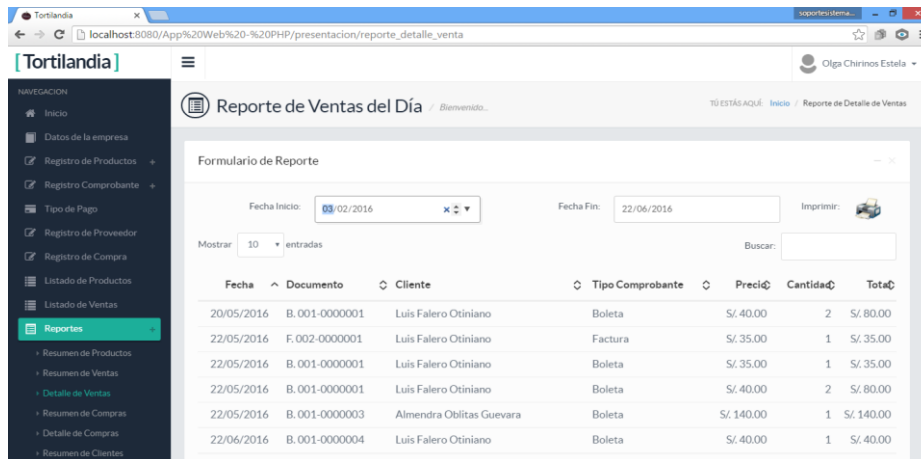 Tortilandia
soportesistema...
localhost:8080/App%20Web%20-%20PHP/presentacion/reporte_detalle_venta
[Tortilandia]
Olga Chirinos Estela
NAVEGACION
Inicio
Datos de la empresa
Registro de Productos +
Registro Comprobante +
Tipo de Pago
Registro de Proveedor
Registro de Compra
Listado de Productos
Listado de Ventas
Reportes +
Resumen de Productos
Resumen de Ventas
Detalle de Ventas
Resumen de Compras
Detalle de Compras
Resumen de Clientes
Reporte de Ventas del Día / Bienvenido..
TÚ ESTÁS AQUÍ: Inicio / Reporte de Detalle de Ventas
Formulario de Reporte
Fecha Inicio: 03/02/2016 Fecha Fin: 22/06/2016 Imprimir:
Mostrar 10 entradas Buscar:
Fecha Documento Cliente Tipo Comprobante Precio Cantidad Total
20/05/2016 B. 001-0000001 Luis Falero Otiniano Boleta S/. 40.00 2 S/. 80.00
22/05/2016 F. 002-0000001 Luis Falero Otiniano Factura S/. 35.00 1 S/. 35.00
22/05/2016 B. 001-0000001 Luis Falero Otiniano Boleta S/. 35.00 1 S/. 35.00
22/05/2016 B. 001-0000001 Luis Falero Otiniano Boleta S/. 40.00 2 S/. 80.00
22/05/2016 B. 001-0000003 Almendra Oblitas Guevara Boleta S/. 140.00 1 S/. 140.00
22/06/2016 B. 001-0000004 Luis Falero Otiniano Boleta S/. 40.00 1 S/. 40.00